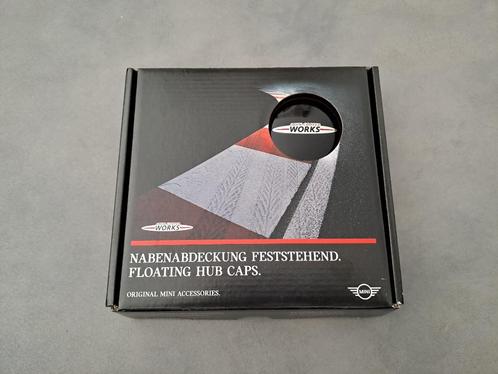 WORKS
WORKS
NABENABDECKUNG FESTSTEHEND.
FLOATING HUB CAPS.
ORIGINAL MINI ACCESSORIES.
MINI